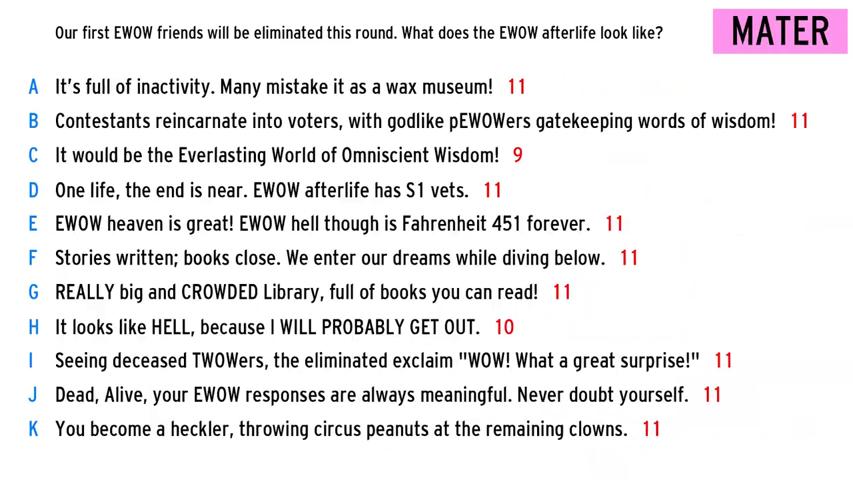 Our first EWOW friends will be eliminated this round. What does the EWOW afterlife look like?
MATER
A It's full of inactivity. Many mistake it as a wax museum! 11
B Contestants reincarnate into voters, with godlike pEWOWers gatekeeping words of wisdom! 11
C It would be the Everlasting World of Omniscient Wisdom! 9
D One life, the end is near. EWOW afterlife has S1 vets. 11
E EWOW heaven is great! EWOW hell though is Fahrenheit 451 forever. 11
F Stories written; books close. We enter our dreams while diving below. 11
G REALLY big and CROWDED Library, full of books you can read! 11
H It looks like HELL, because I WILL PROBABLY GET OUT. 10
I Seeing deceased TWOWers, the eliminated exclaim "WOW! What a great surprise!" 11
J Dead, Alive, your EWOW responses are always meaningful. Never doubt yourself. 11
K You become a heckler, throwing circus peanuts at the remaining clowns. 11